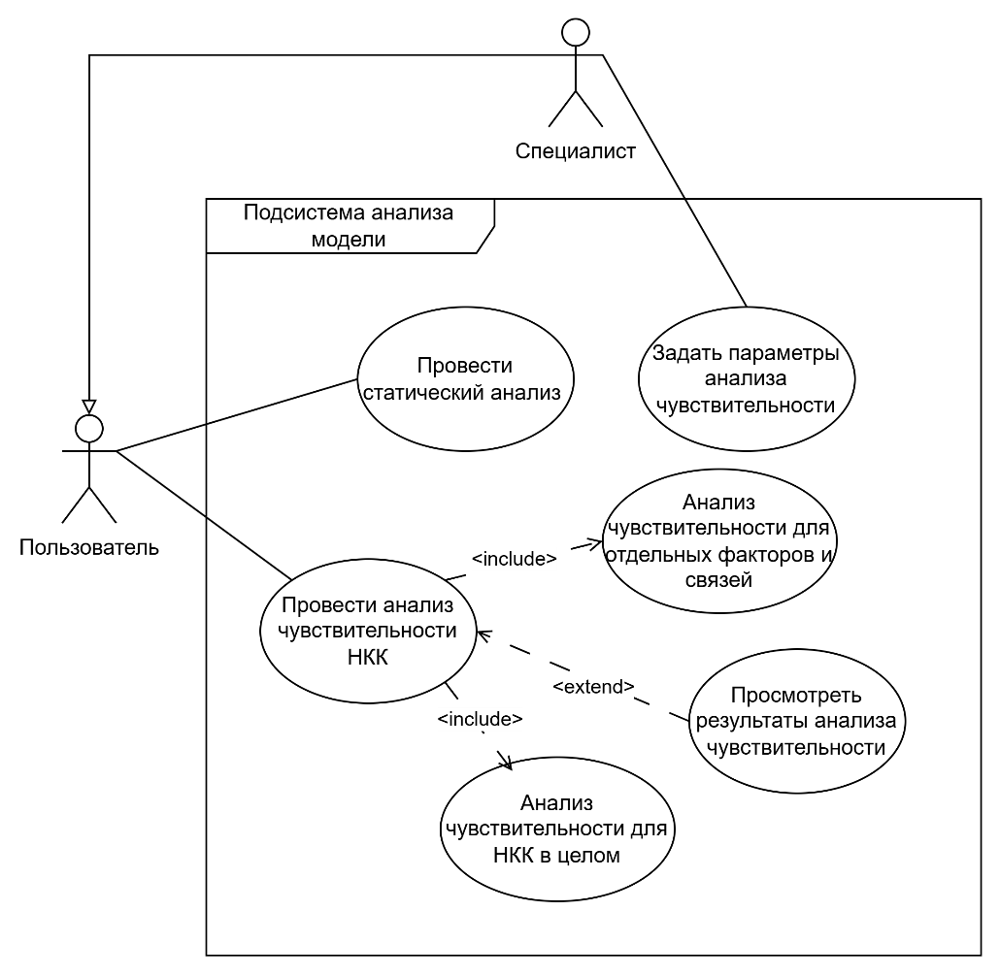 Специалист
Подсистема анализа
модели
Провести
статический анализ
Задать параметры
анализа
чувствительности
Пользователь
Анализ
чувствительности для
отдельных факторов и
связей
<include>
Провести анализ
чувствительности
НКК
<extend>
Просмотреть
результаты анализа
чувствительности
<include>
Анализ
чувствительности для
НКК в целом